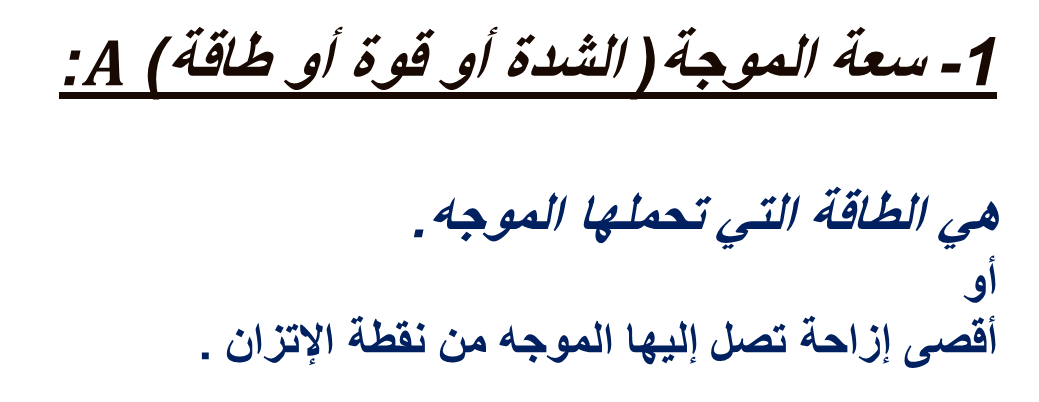 1- سعة الموجة( الشدة أو قوة أو طاقة) A:
هي الطاقة التي تحملها الموجه .
أو
أقصى إزاحة تصل إليها الموجه من نقطة الإتزان .